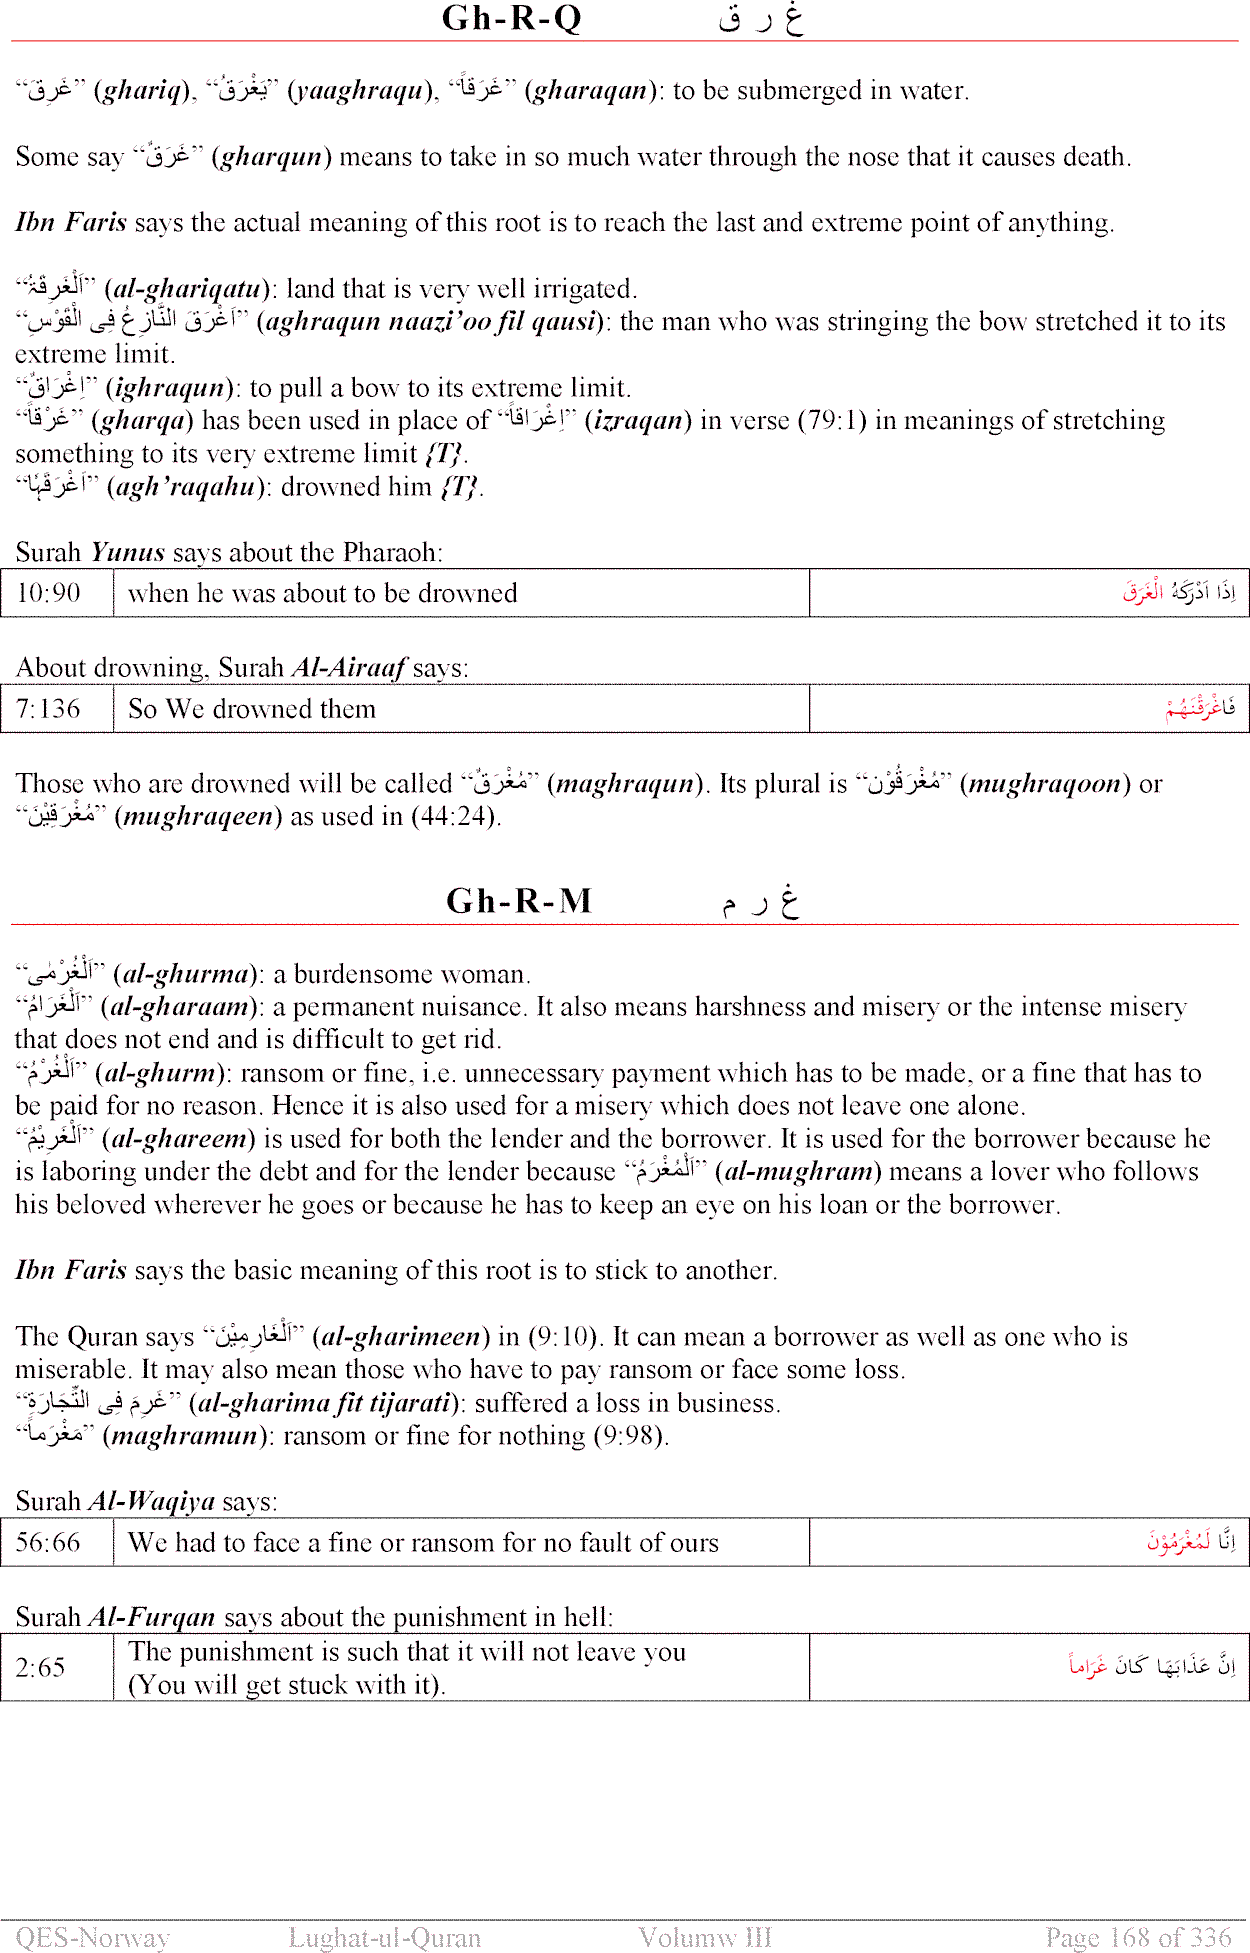 Gh-R-Q غ ر ق
“غَرِقَ” (ghariq), “يَغْرَقُ” (yaaghraqu), “غَرَقاً” (gharaqan): to be submerged in water.
Some say “غَرَقٌ” (gharqun) means to take in so much water through the nose that it causes death.
Ibn Faris says the actual meaning of this root is to reach the last and extreme point of anything.
“اَلْغَرِقَةُ” (al-ghariqatu): land that is very well irrigated.
“اَغْرَقَ النَّازِعُ فِى الْقَوْسِ” (aghraqun naazi’oo fil qausi): the man who was stringing the bow stretched it to its
extreme limit.
“اِغْرَاقٌ” (ighraqun): to pull a bow to its extreme limit.
“غَرْقاً” (gharqa) has been used in place of “اِغْرَاقاً” (izraqan) in verse (79:1) in meanings of stretching
something to its very extreme limit {T}.
“اَغْرَقَہٗا” (agh’raqahu): drowned him {T}.
Surah Yunus says about the Pharaoh:
10:90 when he was about to be drowned اِذَا اَدْرَكَهُ الْغَرَقَ
About drowning, Surah Al-Airaaf says:
7:136 So We drowned them فَاغْرَقْنَهُمْ
Those who are drowned will be called “مُغْرَقٌ” (maghraqun). Its plural is “مُغْرَقُوْن” (mughraqoon) or
“مُغْرَقِيْنَ” (mughraqeen) as used in (44:24).
Gh-R-M غ ر م
“اَلْغُرْمٰى” (al-ghurma): a burdensome woman.
“اَلْغَرَامُ” (al-gharaam): a permanent nuisance. It also means harshness and misery or the intense misery
that does not end and is difficult to get rid.
“اَلْغُرْمُ” (al-ghurm): ransom or fine, i.e. unnecessary payment which has to be made, or a fine that has to
be paid for no reason. Hence it is also used for a misery which does not leave one alone.
“اَلْغَرِيْمُ” (al-ghareem) is used for both the lender and the borrower. It is used for the borrower because he
is laboring under the debt and for the lender because “اَلْمُغْرَمُ” (al-mughram) means a lover who follows
his beloved wherever he goes or because he has to keep an eye on his loan or the borrower.
Ibn Faris says the basic meaning of this root is to stick to another.
The Quran says “اَلْغَارِمِيْنَ” (al-gharimeen) in (9:10). It can mean a borrower as well as one who is
miserable. It may also mean those who have to pay ransom or face some loss.
“غَرِمَ فِى التِّجَارَةِ” (al-gharima fit tijarati): suffered a loss in business.
“مَغْرَماً” (maghramun): ransom or fine for nothing (9:98).
Surah Al-Waqiya says:
56:66 We had to face a fine or ransom for no fault of ours اِنَّا لَمُغْرَمُوْنَ
Surah Al-Furqan says about the punishment in hell:
2:65 The punishment is such that it will not leave you
(You will get stuck with it). اِنَّ عَذَابَهَا كَانَ غَرَاماً
QES-Norway Lughat-ul-Quran Volumw III Page 168 of 336